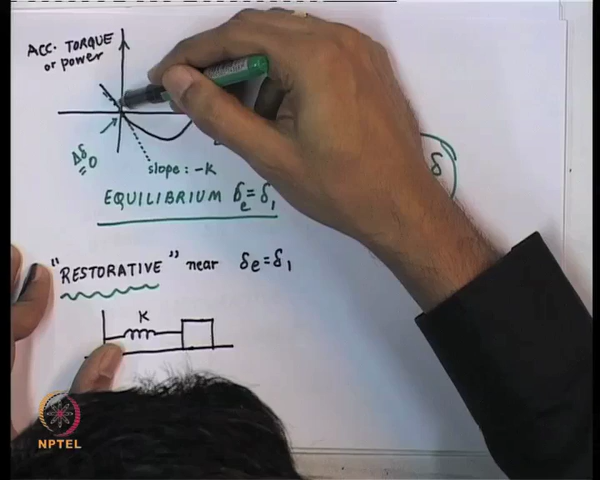 ACC. TORQUE
or power
Δδ
=0
slope: -K
EQUILIBRIUM δe = δ1
δ
"RESTORATIVE" near δe = δ1
K
NPTEL